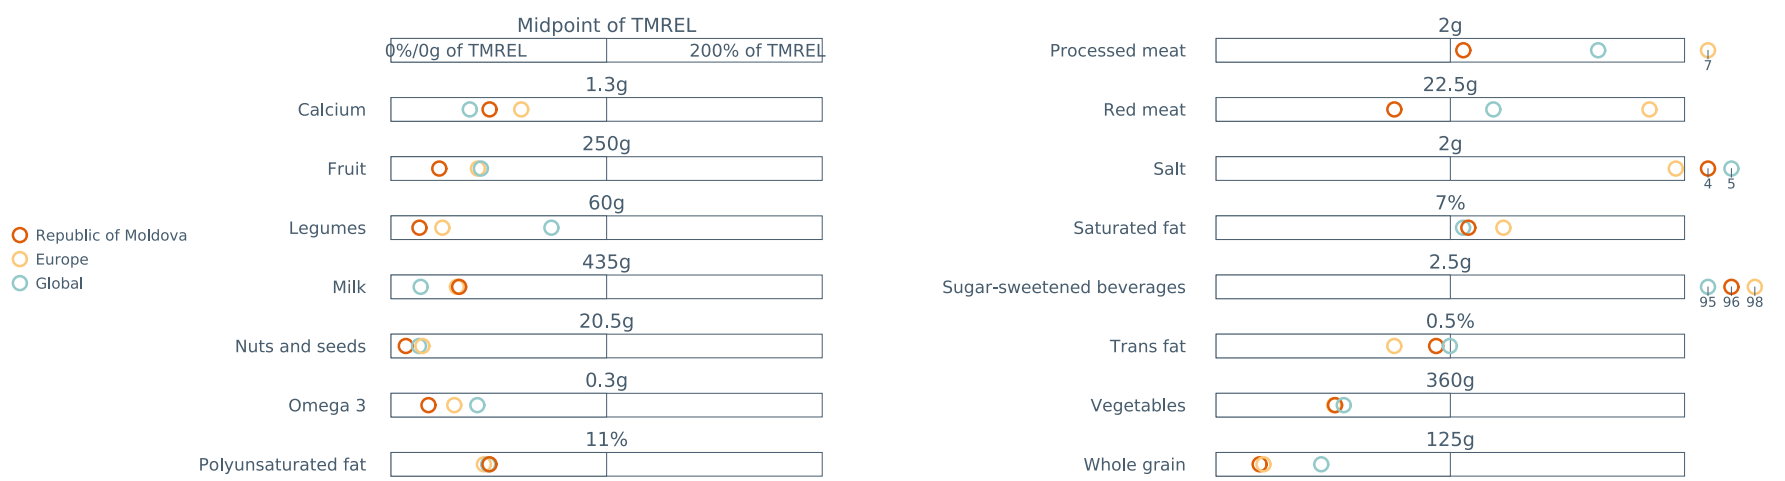 Midpoint of TMREL
0%/0g of TMREL
200% of TMREL
1.3g
Calcium
250g
Fruit
60g
Legumes
435g
Milk
20.5g
Nuts and seeds
0.3g
Omega 3
11%
Polyunsaturated fat
Republic of Moldova
Europe
Global
2g
Processed meat
7
22.5g
Red meat
2g
Salt
4 5
7%
Saturated fat
2.5g
Sugar-sweetened beverages
95 96 98
0.5%
Trans fat
360g
Vegetables
125g
Whole grain